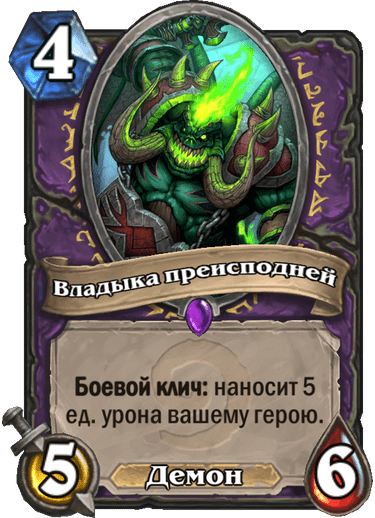 4
Владыка преисподней
Боевой клич: наносит 5
ед. урона вашему герою.
5
Демон
6